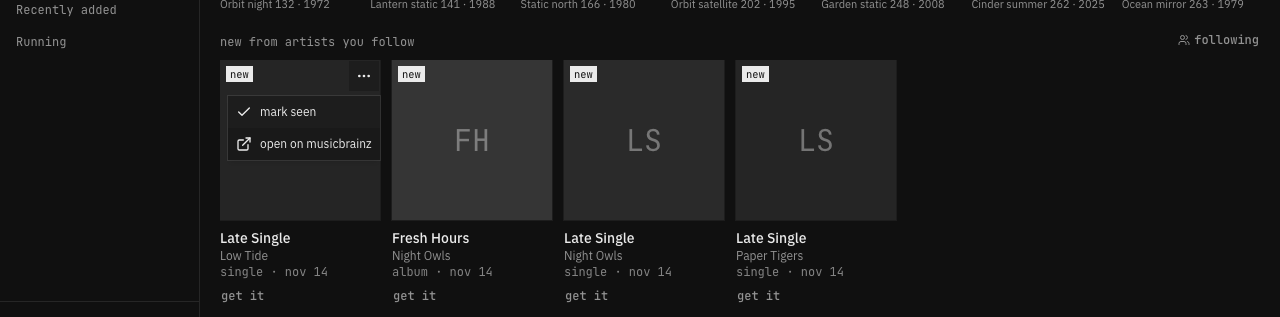 Recently added
Running
Orbit night 132 · 1972
Lantern static 141 · 1988
Static north 166 · 1980
Orbit satellite 202 · 1995
Garden static 248 · 2008
Cinder summer 262 · 2025
Ocean mirror 263 · 1979
new from artists you follow
following
new
mark seen
open on musicbrainz
Late Single
Low Tide
single · nov 14
get it
new
FH
Fresh Hours
Night Owls
album · nov 14
get it
new
LS
Late Single
Night Owls
single · nov 14
get it
new
LS
Late Single
Paper Tigers
single · nov 14
get it